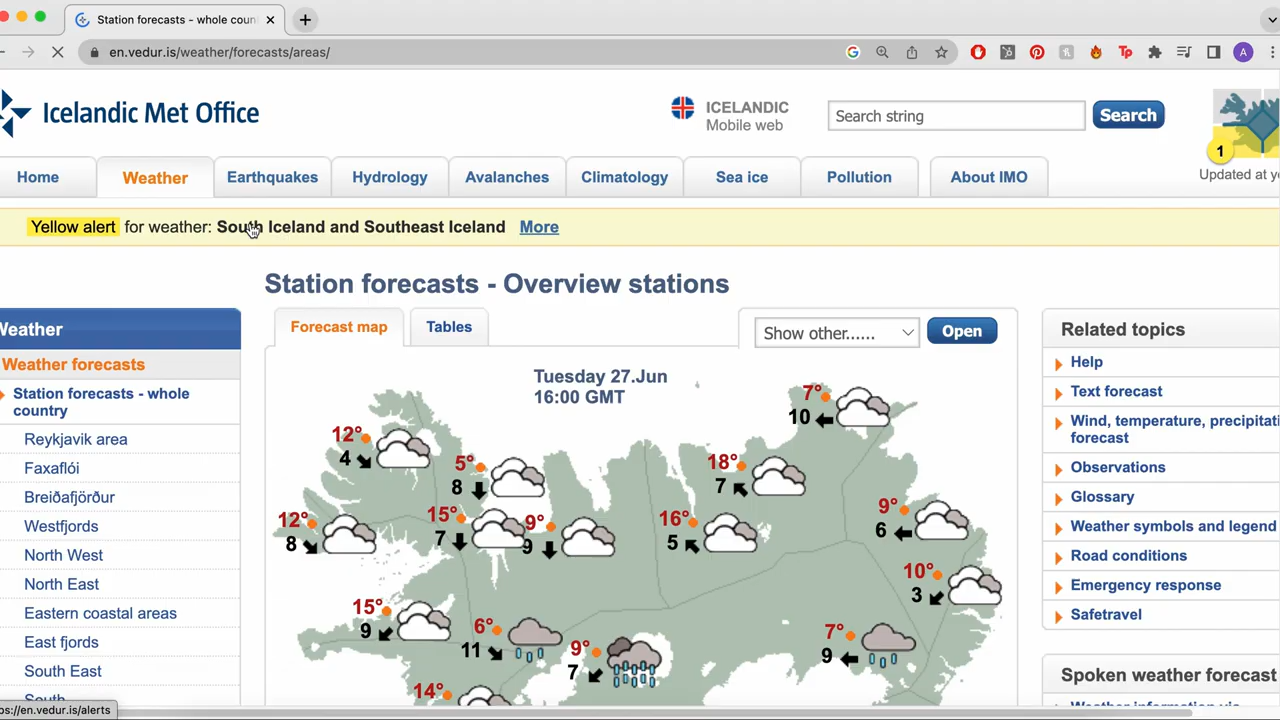 Station forecasts - whole coun
en.vedur.is/weather/forecasts/areas/
A
Icelandic Met Office
ICELANDIC
Mobile web
Search string
Search
1
Updated at y
Home
Weather
Earthquakes
Hydrology
Avalanches
Climatology
Sea ice
Pollution
About IMO
Yellow alert for weather: South Iceland and Southeast Iceland More
Station forecasts - Overview stations
Forecast map
Tables
Show other......
Open
Tuesday 27.Jun
16:00 GMT
7°
10
12°
4
5°
8
18°
7
12°
8
15°
7
9°
9
16°
5
9°
6
10°
3
15°
9
6°
11
9°
7
7°
9
14°
Weather
Weather forecasts
Station forecasts - whole
country
Reykjavik area
Faxaflói
Breiðafjörður
Westfjords
North West
North East
Eastern coastal areas
East fjords
South East
South
Related topics
Help
Text forecast
Wind, temperature, precipitati
forecast
Observations
Glossary
Weather symbols and legend
Road conditions
Emergency response
Safetravel
Spoken weather forecast
Weather information via
ps://en.vedur.is/alerts